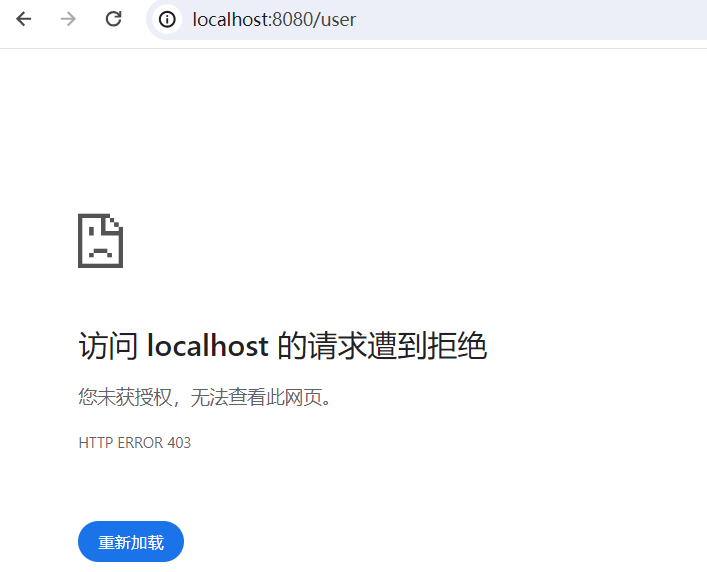 localhost:8080/user
访问 localhost 的请求遭到拒绝
您未获授权，无法查看此网页。
HTTP ERROR 403
重新加载